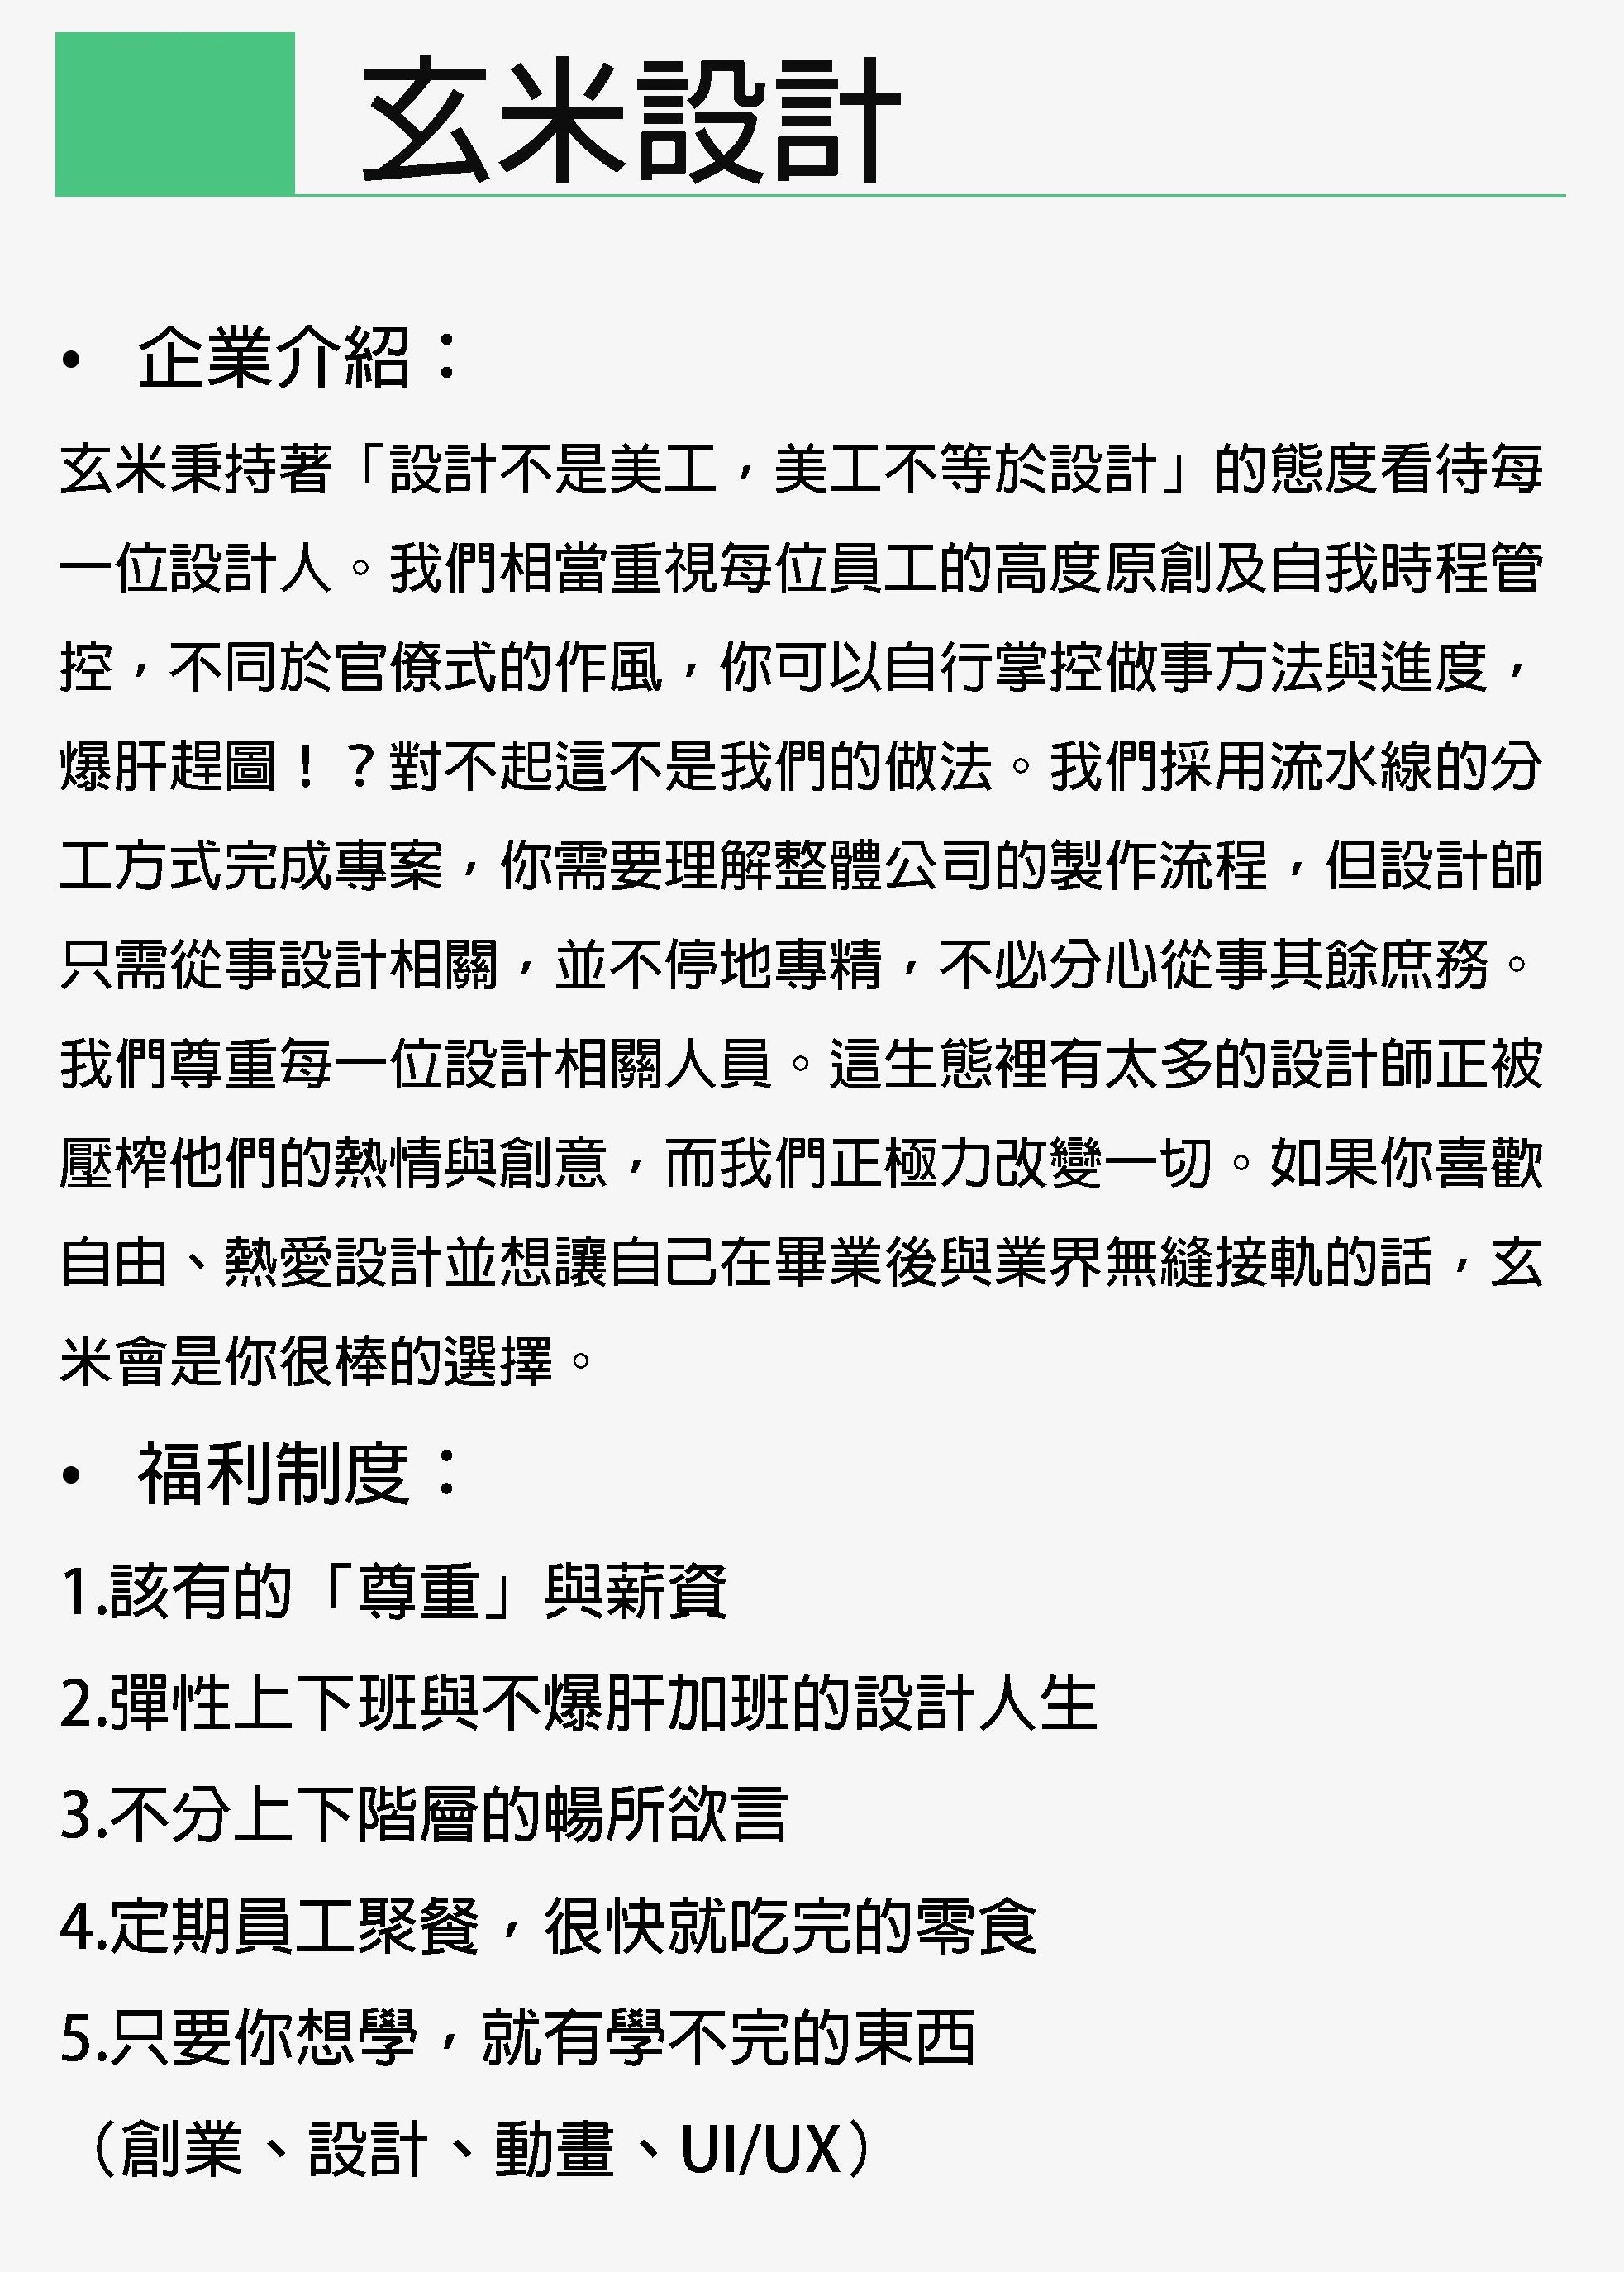 玄米設計
• 企業介紹：
玄米秉持著「設計不是美工，美工不等於設計」的態度看待每
一位設計人。我們相當重視每位員工的高度原創及自我時程管
控，不同於官僚式的作風，你可以自行掌控做事方法與進度，
爆肝趕圖！？對不起這不是我們的做法。我們採用流水線的分
工方式完成專案，你需要理解整體公司的製作流程，但設計師
只需從事設計相關，並不停地專精，不必分心從事其餘庶務。
我們尊重每一位設計相關人員。這生態裡有太多的設計師正被
壓榨他們的熱情與創意，而我們正極力改變一切。如果你喜歡
自由、熱愛設計並想讓自己在畢業後與業界無縫接軌的話，玄
米會是你很棒的選擇。
• 福利制度：
1.該有的「尊重」與薪資
2.彈性上下班與不爆肝加班的設計人生
3.不分上下階層的暢所欲言
4.定期員工聚餐，很快就吃完的零食
5.只要你想學，就有學不完的東西
（創業、設計、動畫、UI/UX）